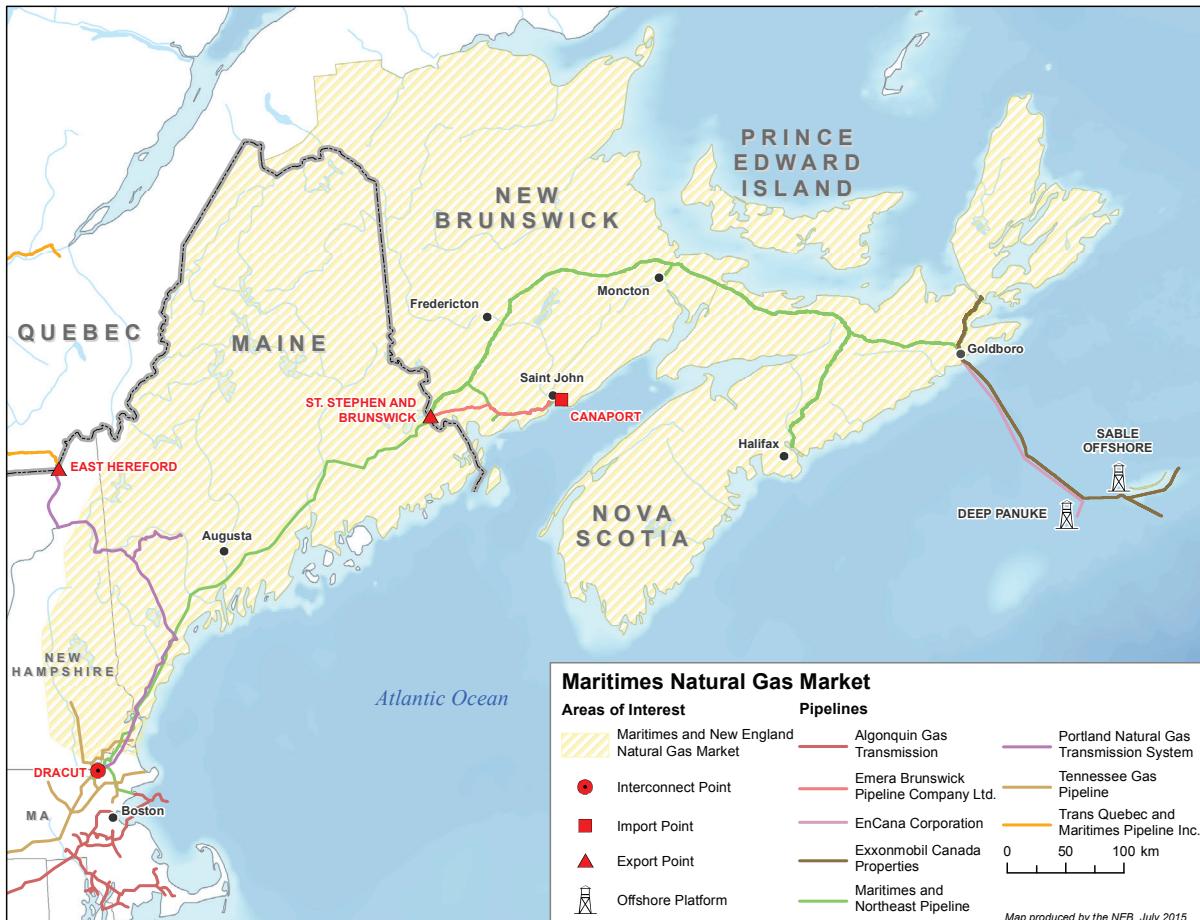 PRINCE
EDWARD
ISLAND
NEW
BRUNSWICK
Moncton
Fredericton
QUEBEC
MAINE
Goldboro
Saint John
ST. STEPHEN AND
BRUNSWICK
CANAPORT
EAST HEREFORD
Halifax
SABLE
OFFSHORE
DEEP PANUKE
NOVA
SCOTIA
Augusta
NEW
HAMPSHIRE
Atlantic Ocean
DRACUT
MA
Boston
Maritimes Natural Gas Market
Areas of Interest
Maritimes and New England
Natural Gas Market
Interconnect Point
Import Point
Export Point
Offshore Platform
Pipelines
Algonquin Gas
Transmission
Emera Brunswick
Pipeline Company Ltd.
EnCana Corporation
Exxonmobil Canada
Properties
Maritimes and
Northeast Pipeline
Portland Natural Gas
Transmission System
Tennessee Gas
Pipeline
Trans Quebec and
Maritimes Pipeline Inc.
0 50 100 km
Map produced by the NEB, July 2015